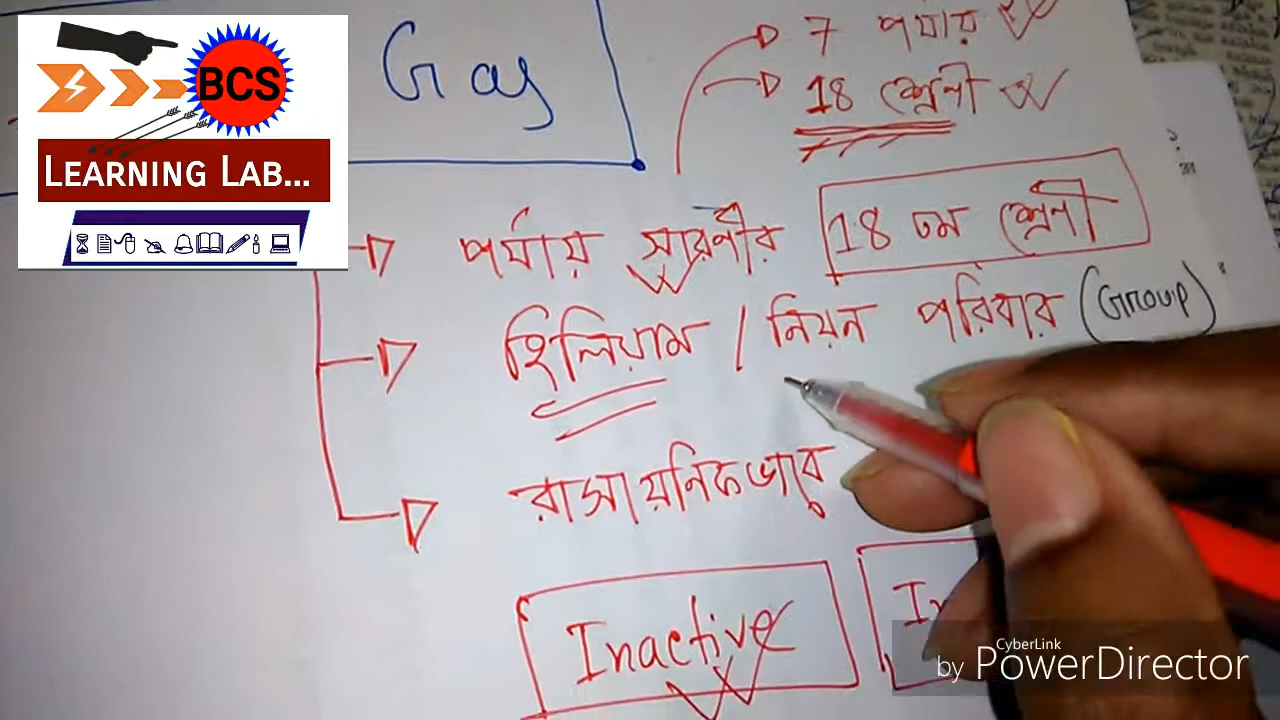 Gas
7 পর্যায়
18 শ্রেণী
BCS
LEARNING LAB...
পর্যায় সারণীর 18 তম শ্রেণী
হিলিয়াম / নিয়ন পরিবার (Group)
রাসায়নিকভাবে
Inactive
CyberLink
by PowerDirector